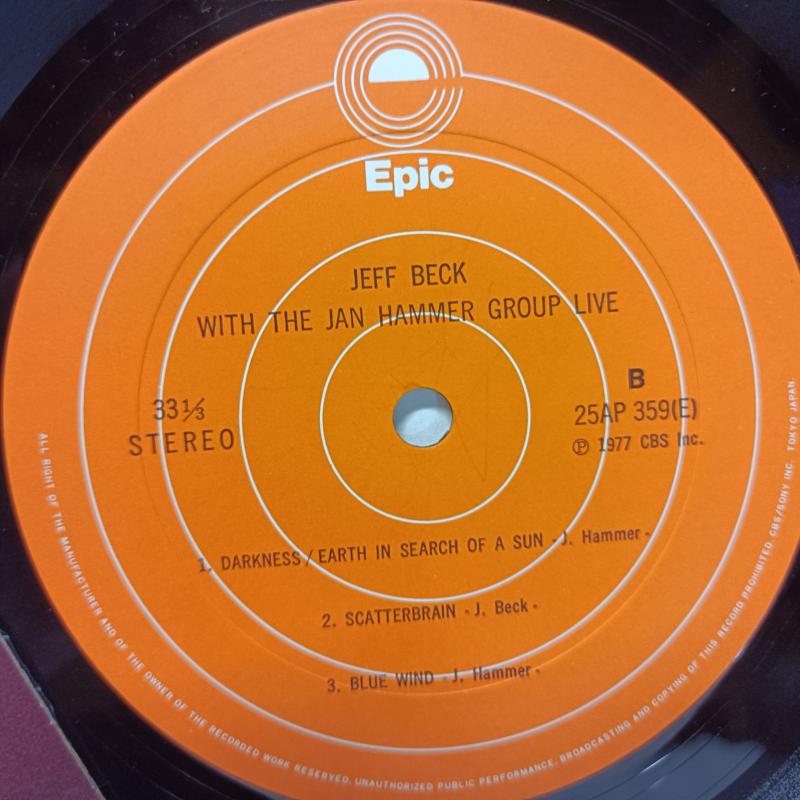 Epic
JEFF BECK
WITH THE JAN HAMMER GROUP LIVE
33⅓
STEREO
B
25AP 359(E)
Ⓟ 1977 CBS Inc.
1. DARKNESS / EARTH IN SEARCH OF A SUN - J. Hammer -
2. SCATTERBRAIN - J. Beck -
3. BLUE WIND - J. Hammer -
ALL RIGHT OF THE MANUFACTURER AND OF THE OWNER OF THE RECORDED WORK RESERVED. UNAUTHORIZED PUBLIC PERFORMANCE, BROADCASTING AND COPYING OF THIS RECORD PROHIBITED. CBS/SONY INC. TOKYO JAPAN.